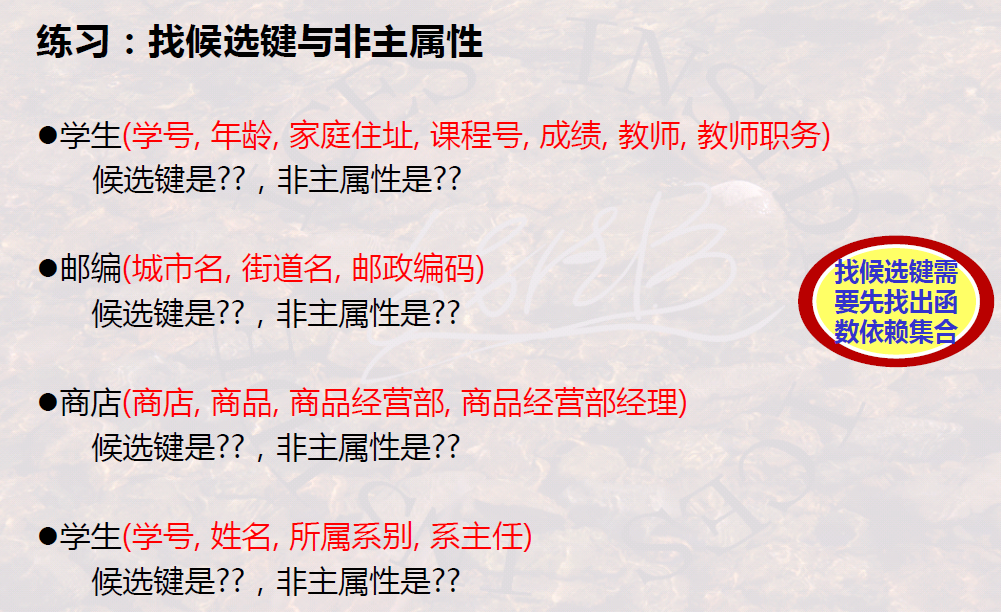 练习：找候选键与非主属性
●学生(学号, 年龄, 家庭住址, 课程号, 成绩, 教师, 教师职务)
候选键是??，非主属性是??
●邮编(城市名, 街道名, 邮政编码)
候选键是??，非主属性是??
找候选键需
要先找出函
数依赖集合
●商店(商店, 商品, 商品经营部, 商品经营部经理)
候选键是??，非主属性是??
●学生(学号, 姓名, 所属系别, 系主任)
候选键是??，非主属性是??